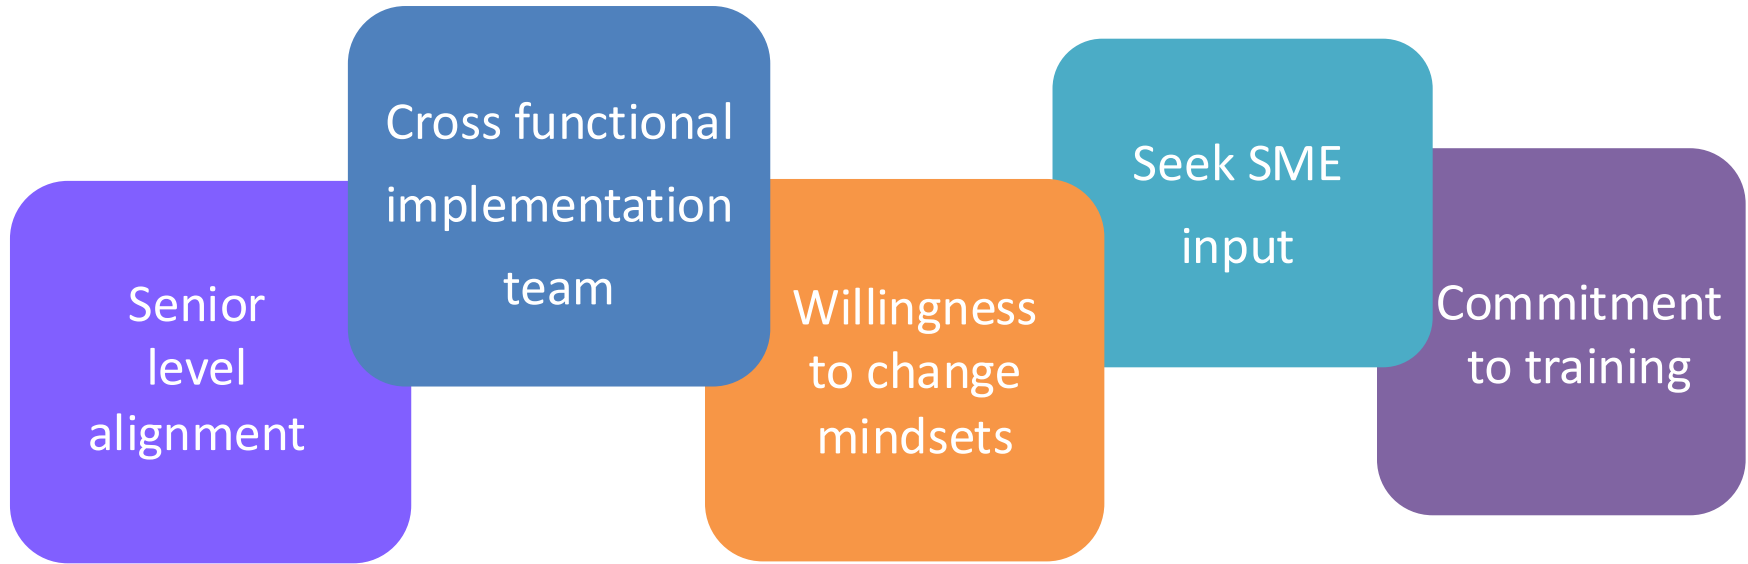 Senior
level
alignment
Cross functional
implementation
team
Willingness
to change
mindsets
Seek SME
input
Commitment
to training